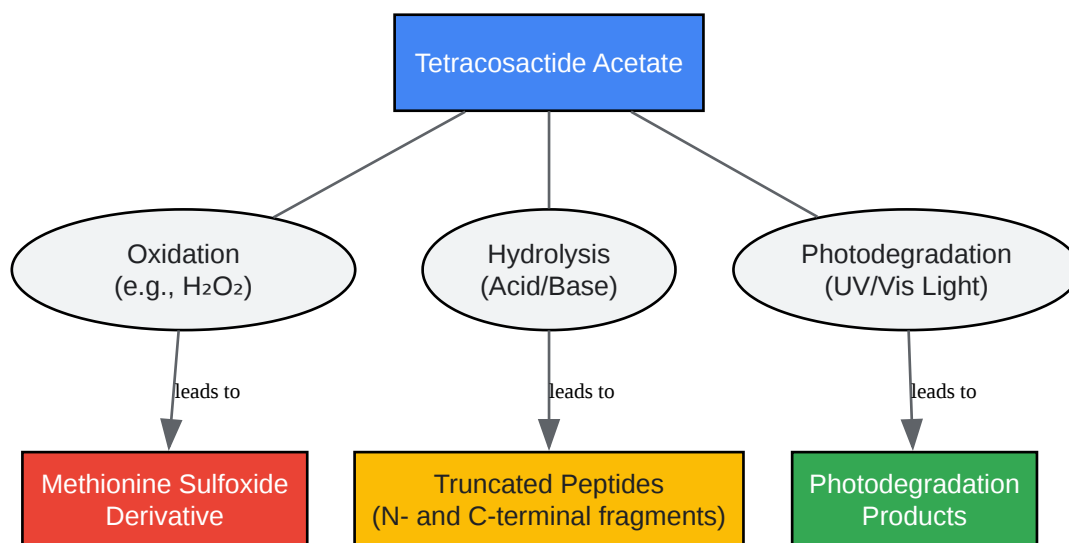 Tetracosactide Acetate
Oxidation
(e.g., H₂O₂)
Hydrolysis
(Acid/Base)
Photodegradation
(UV/Vis Light)
leads to
leads to
leads to
Methionine Sulfoxide
Derivative
Truncated Peptides
(N- and C-terminal fragments)
Photodegradation
Products